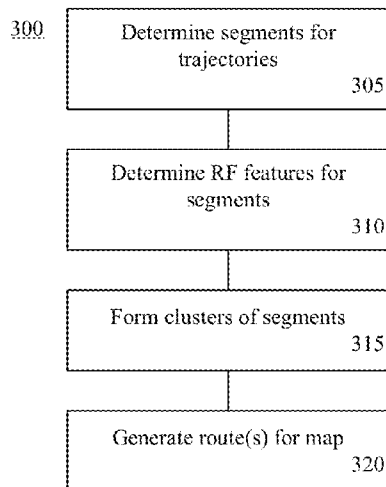 300
Determine segments for
trajectories
305
Determine RF features for
segments
310
Form clusters of segments
315
Generate route(s) for map
320